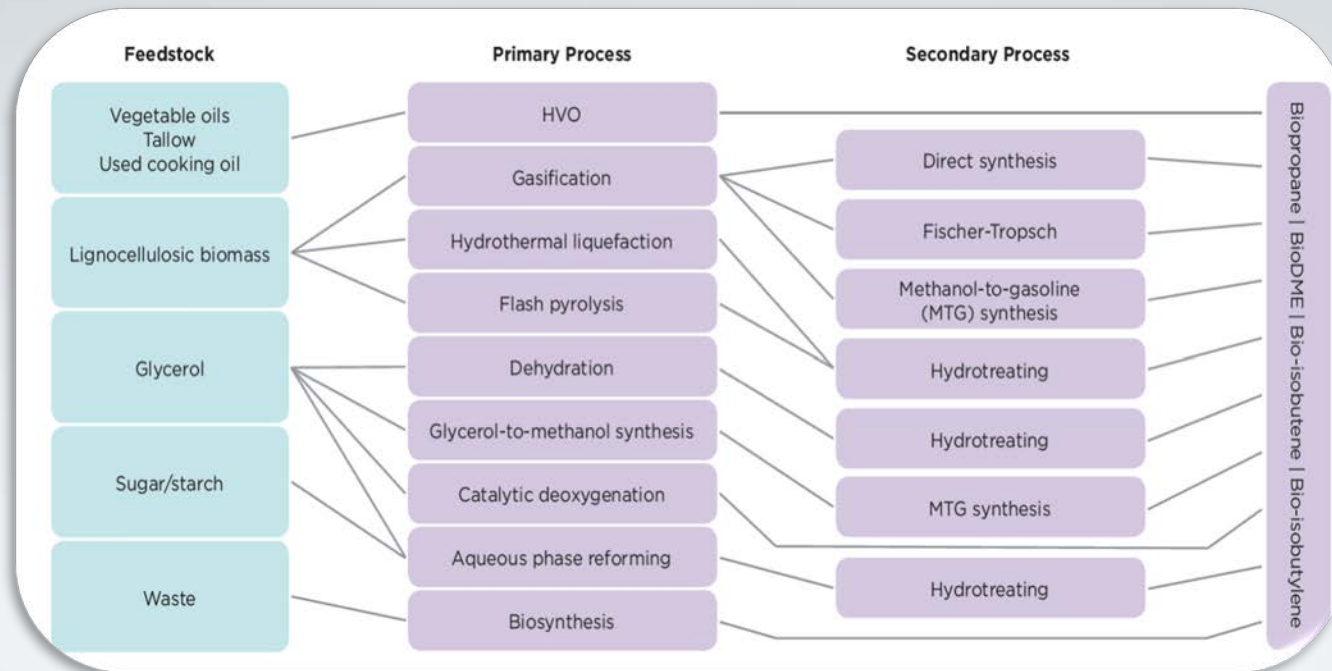 Feedstock
Primary Process
Secondary Process
Vegetable oils
Tallow
Used cooking oil
Lignocellulosic biomass
Glycerol
Sugar/starch
Waste
HVO
Gasification
Hydrothermal liquefaction
Flash pyrolysis
Dehydration
Glycerol-to-methanol synthesis
Catalytic deoxygenation
Aqueous phase reforming
Biosynthesis
Direct synthesis
Fischer-Tropsch
Methanol-to-gasoline
(MTG) synthesis
Hydrotreating
Hydrotreating
MTG synthesis
Hydrotreating
Biopropane | BioDME | Bio-isobutene | Bio-isobutylene